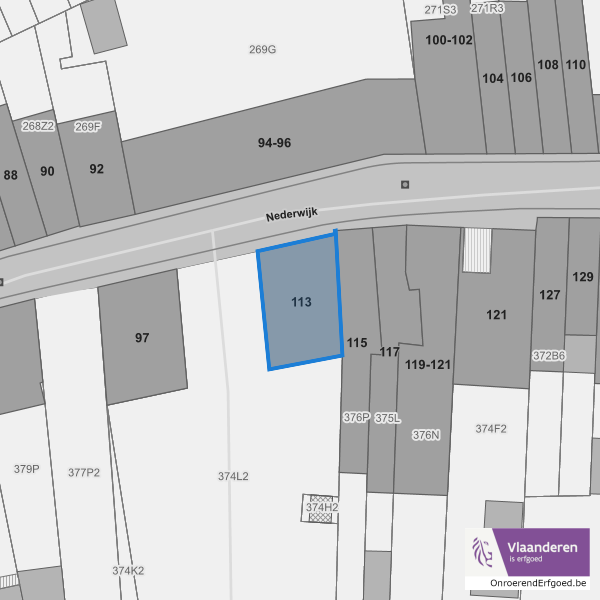 271S3
271R3
100-102
269G
108
110
104
106
268Z2
269F
94-96
90
92
88
Nederwijk
113
127
129
97
115
117
121
119-121
372B6
376P
375L
376N
374F2
379P
377P2
374L2
374H2
374K2
Vlaanderen
is erfgoed
OnroerendErfgoed.be